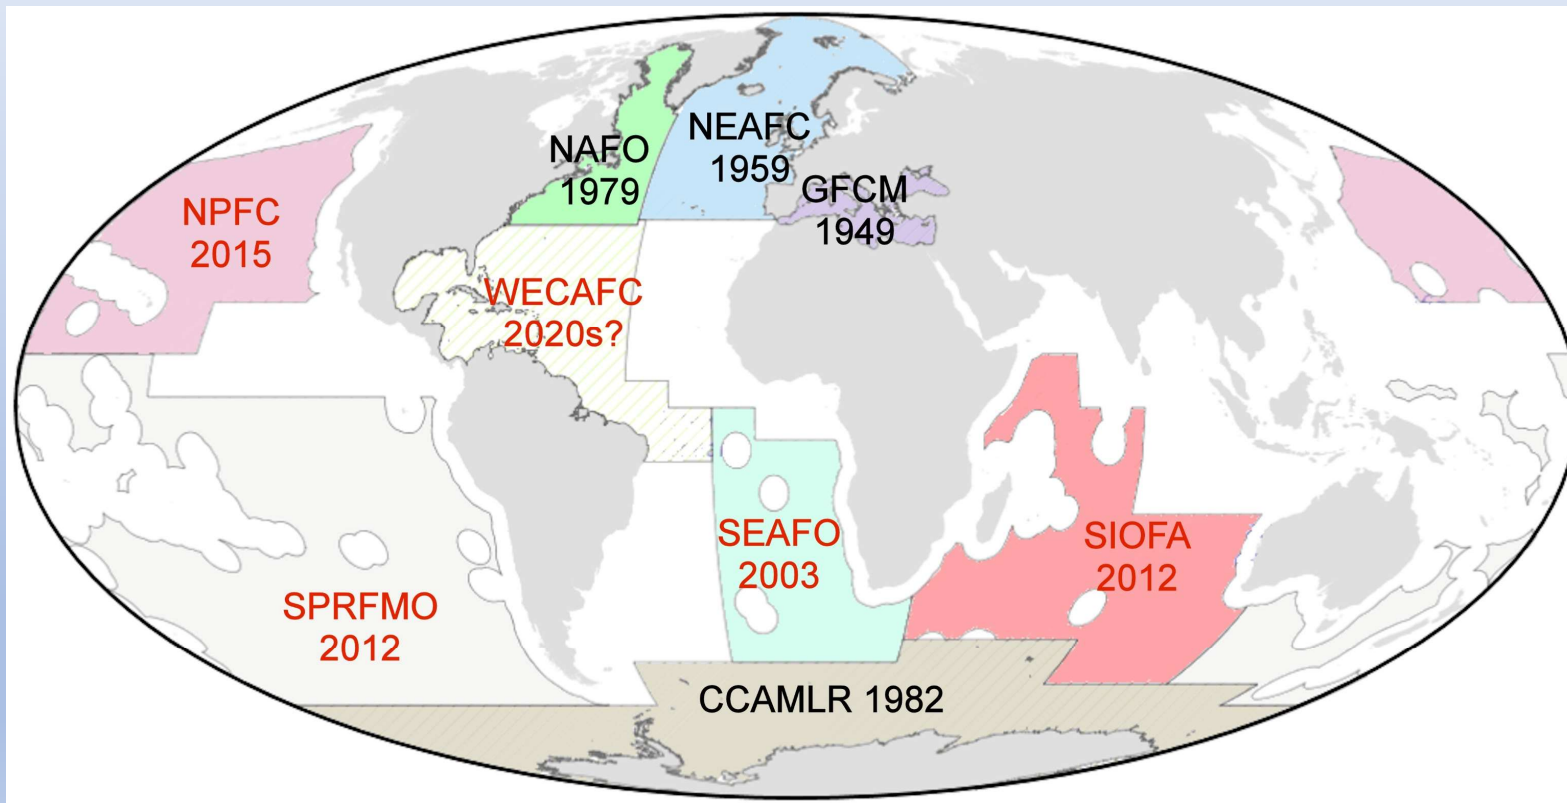 NAFO
1979
NEAFC
1959
GFCM
1949
NPFC
2015
WECAFC
2020s?
SEAFO
2003
SIOFA
2012
SPRFMO
2012
CCAMLR 1982